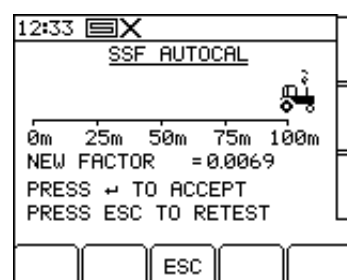 12:33
SSF AUTOCAL
0m 25m 50m 75m 100m
NEW FACTOR =0.0069
PRESS ↵ TO ACCEPT
PRESS ESC TO RETEST
ESC